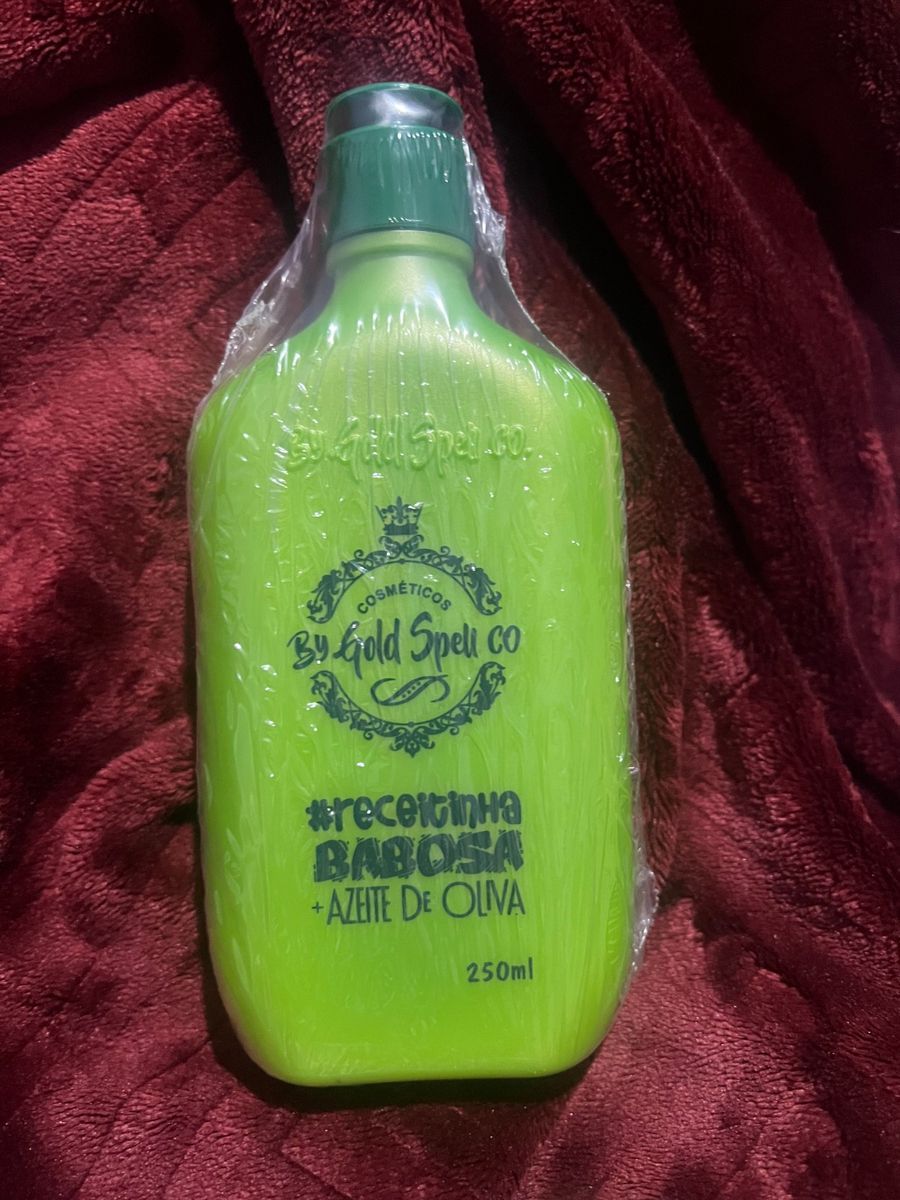 By Gold Spell co.
COSMÉTICOS
By Gold Spell CO
#receitinha
BABOSA
+ AZEITE DE OLIVA
250ml